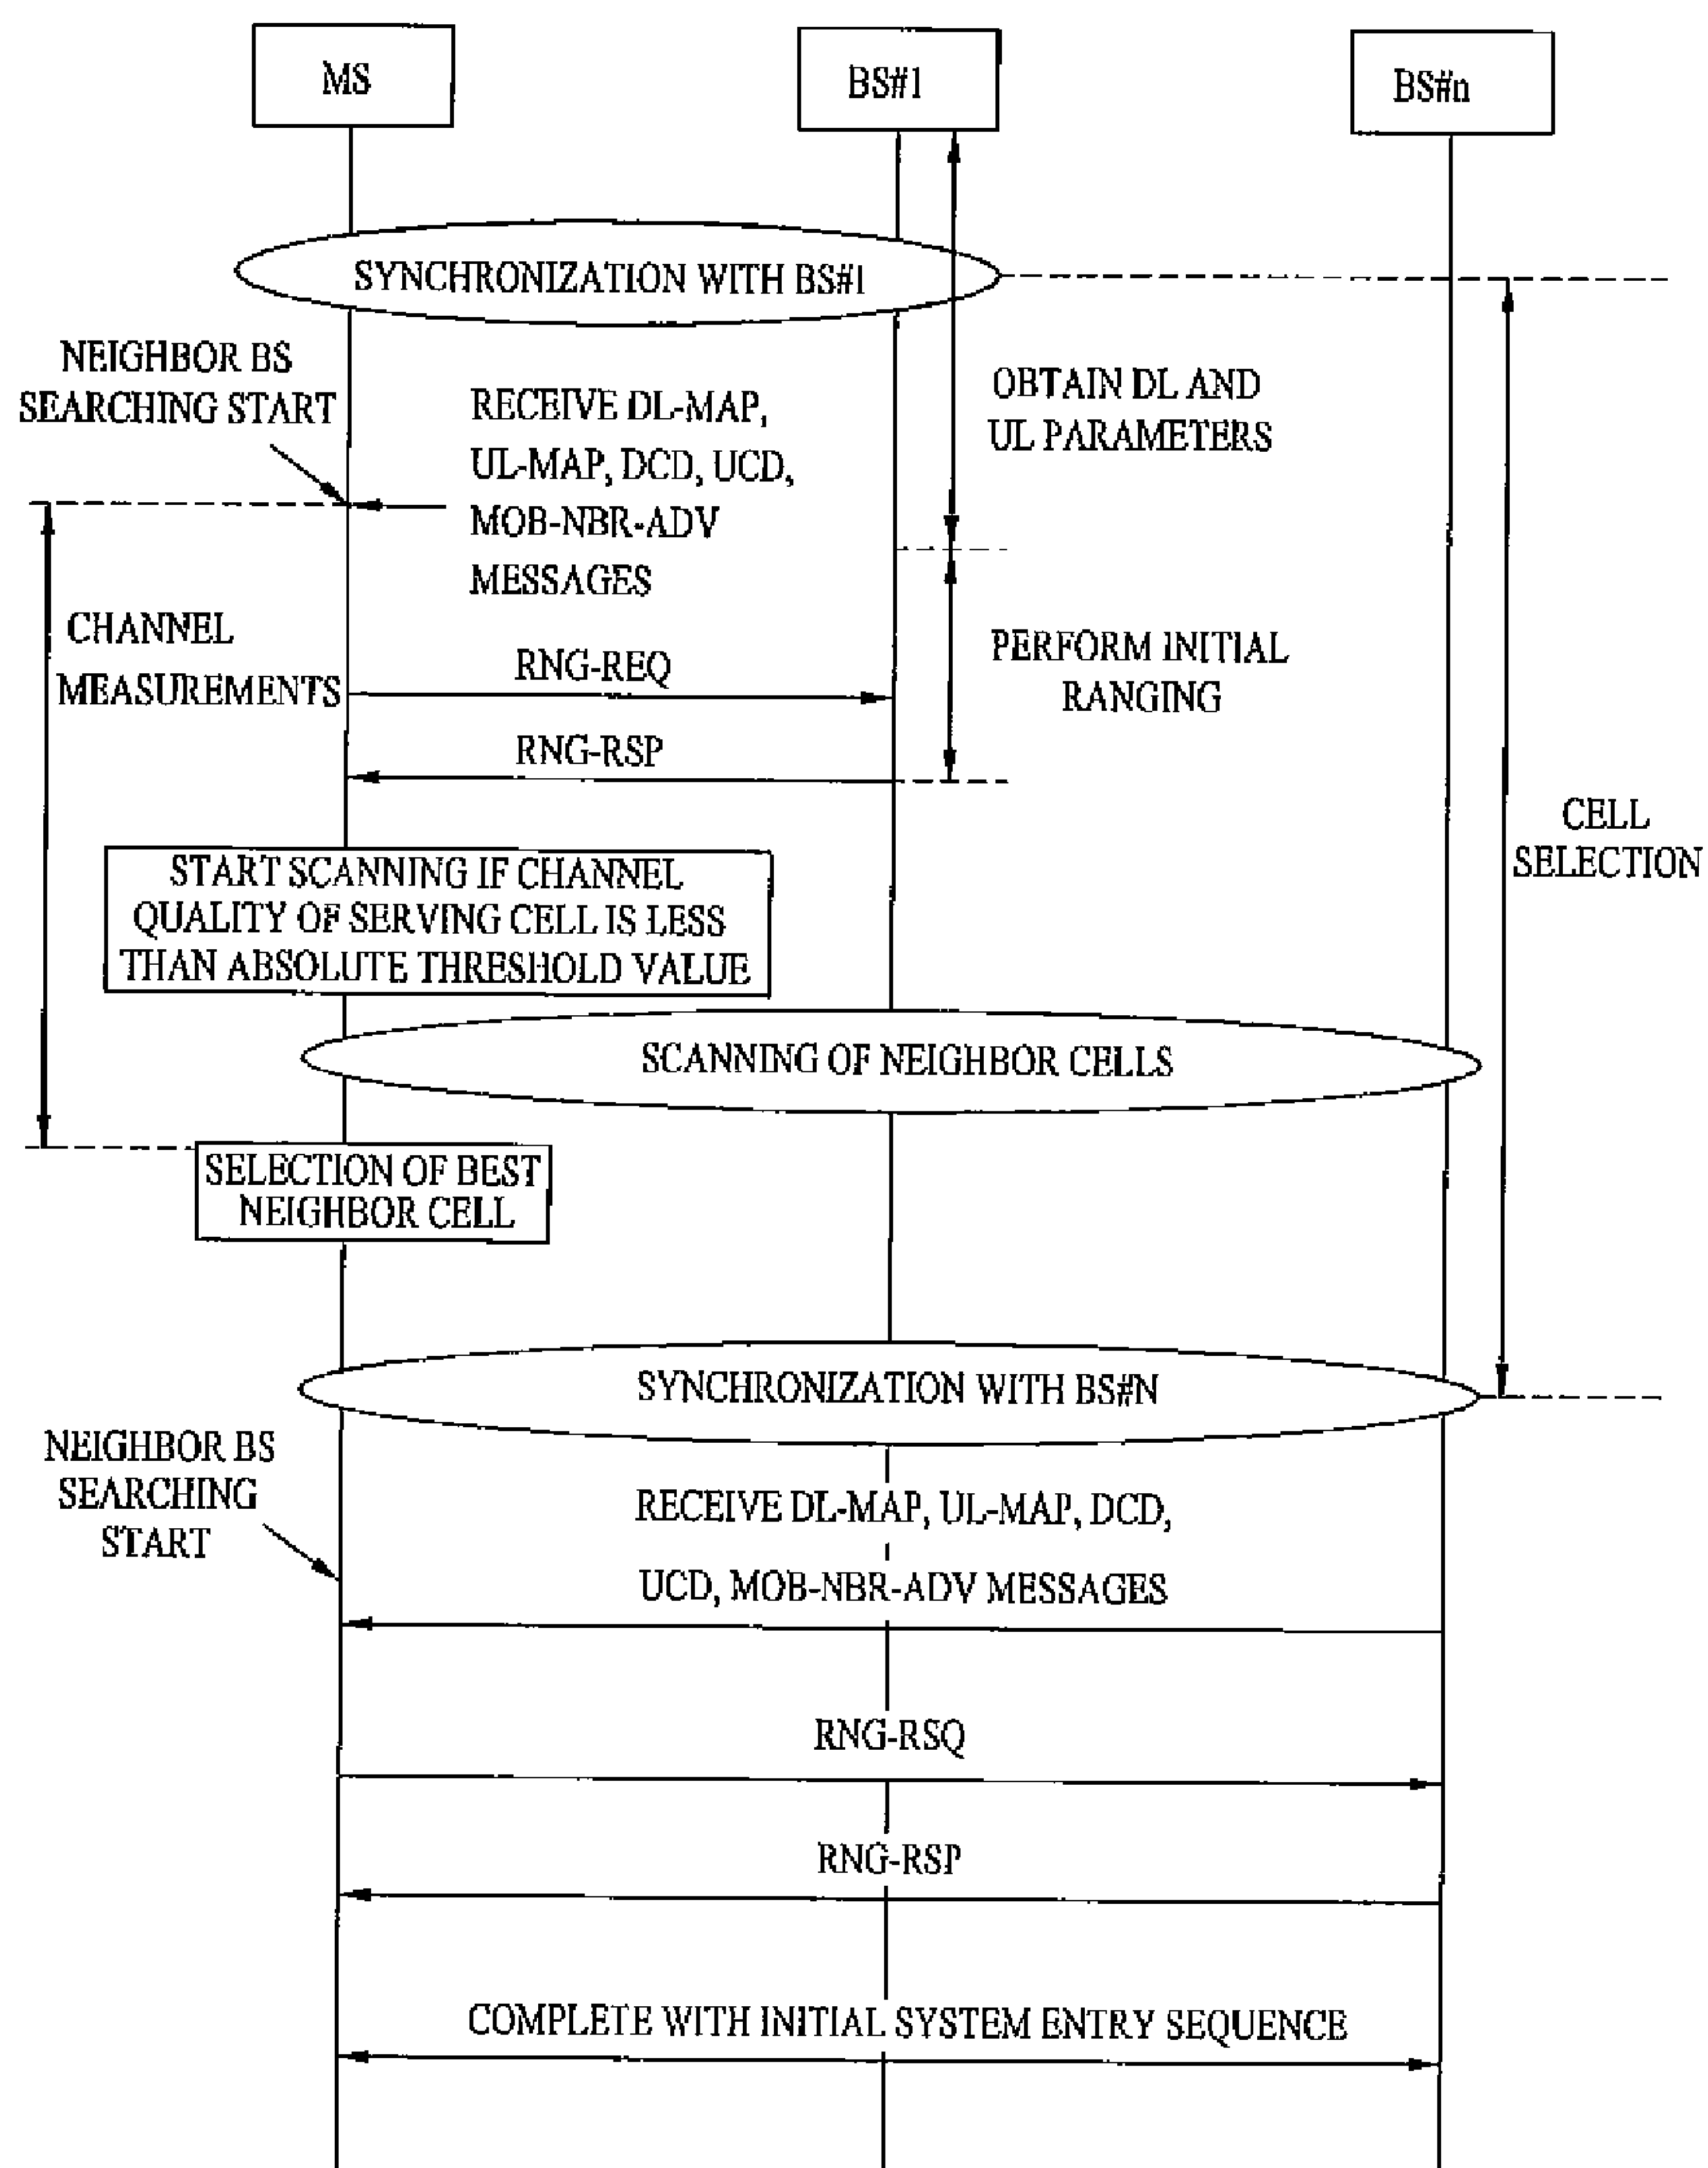 MS
BS#1
BS#n
SYNCHRONIZATION WITH BS#1
NEIGHBOR BS
SEARCHING START
RECEIVE DL-MAP,
UL-MAP, DCD, UCD,
MOB-NBR-ADV
MESSAGES
OBTAIN DL AND
UL PARAMETERS
CHANNEL
MEASUREMENTS
RNG-REQ
PERFORM INITIAL
RANGING
RNG-RSP
CELL
SELECTION
START SCANNING IF CHANNEL
QUALITY OF SERVING CELL IS LESS
THAN ABSOLUTE THRESHOLD VALUE
SCANNING OF NEIGHBOR CELLS
SELECTION OF BEST
NEIGHBOR CELL
SYNCHRONIZATION WITH BS#N
NEIGHBOR BS
SEARCHING
START
RECEIVE DL-MAP, UL-MAP, DCD,
UCD, MOB-NBR-ADV MESSAGES
RNG-RSQ
RNG-RSP
COMPLETE WITH INITIAL SYSTEM ENTRY SEQUENCE